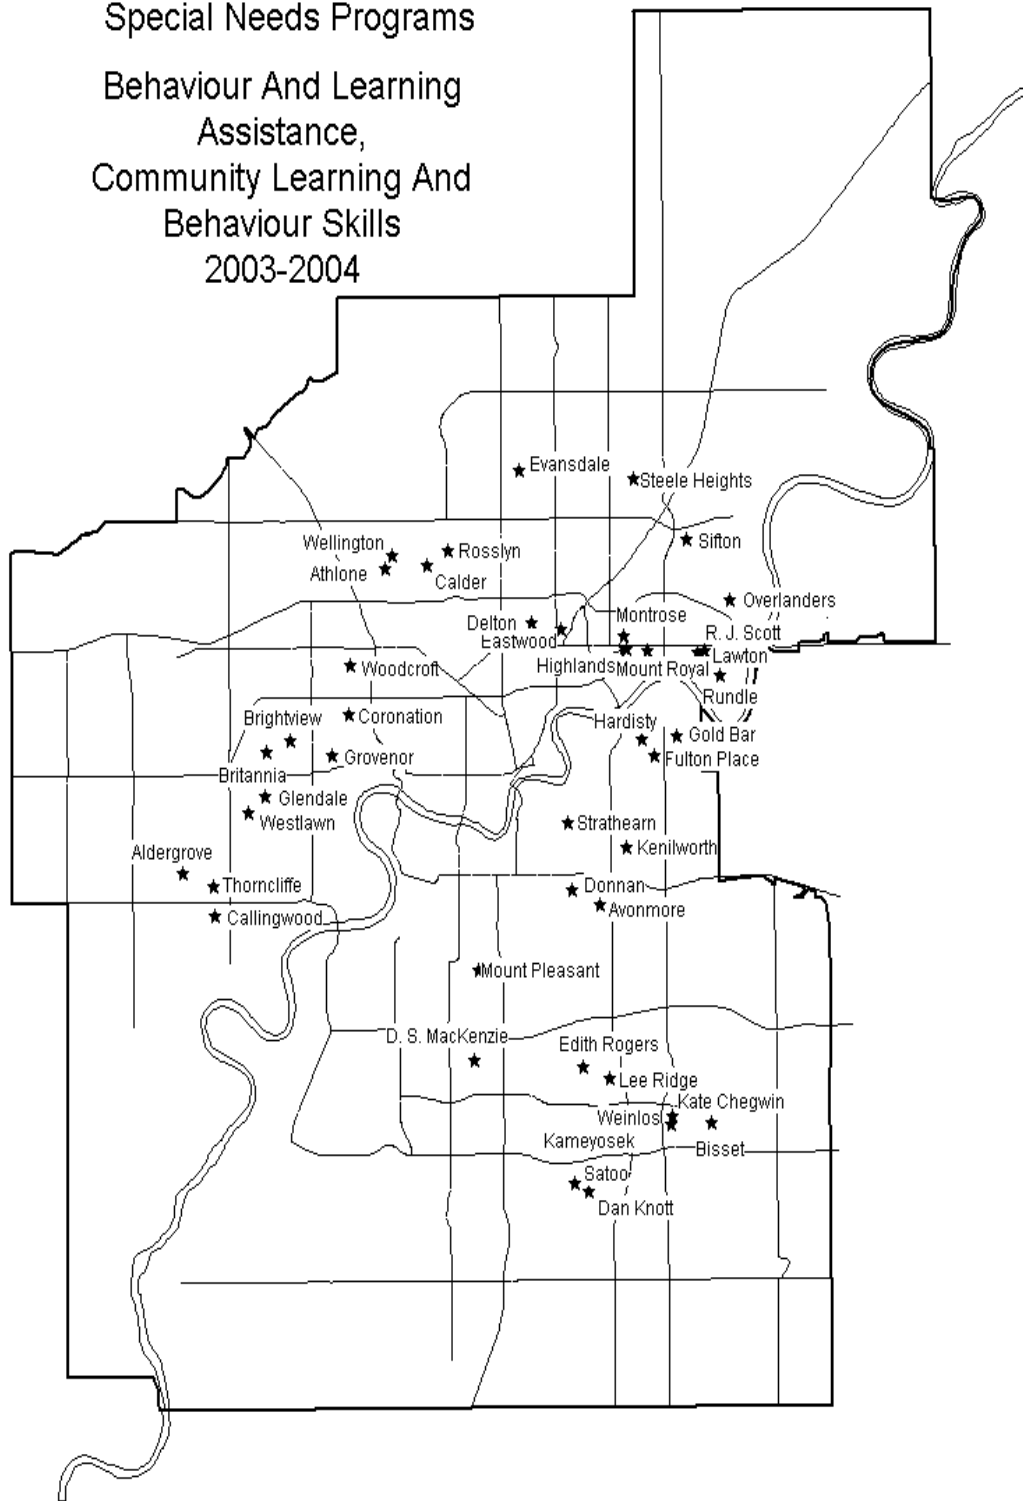 Special Needs Programs
Behaviour And Learning
Assistance,
Community Learning And
Behaviour Skills
2003-2004
Evansdale
Steele Heights
Wellington
Rosslyn
Sifton
Athlone
Calder
Overlanders
Montrose
Delton
R. J. Scott
Eastwood
Highlands
Mount Royal
Lawton
Woodcroft
Rundle
Brightview
Coronation
Hardisty
Gold Bar
Grovenor
Fulton Place
Britannia
Glendale
Westlawn
Strathearn
Kenilworth
Aldergrove
Thorncliffe
Donnan
Callingwood
Avonmore
Mount Pleasant
D. S. MacKenzie
Edith Rogers
Lee Ridge
Kate Chegwin
Weinlos
Kameyosek
Bisset
Satoo
Dan Knott